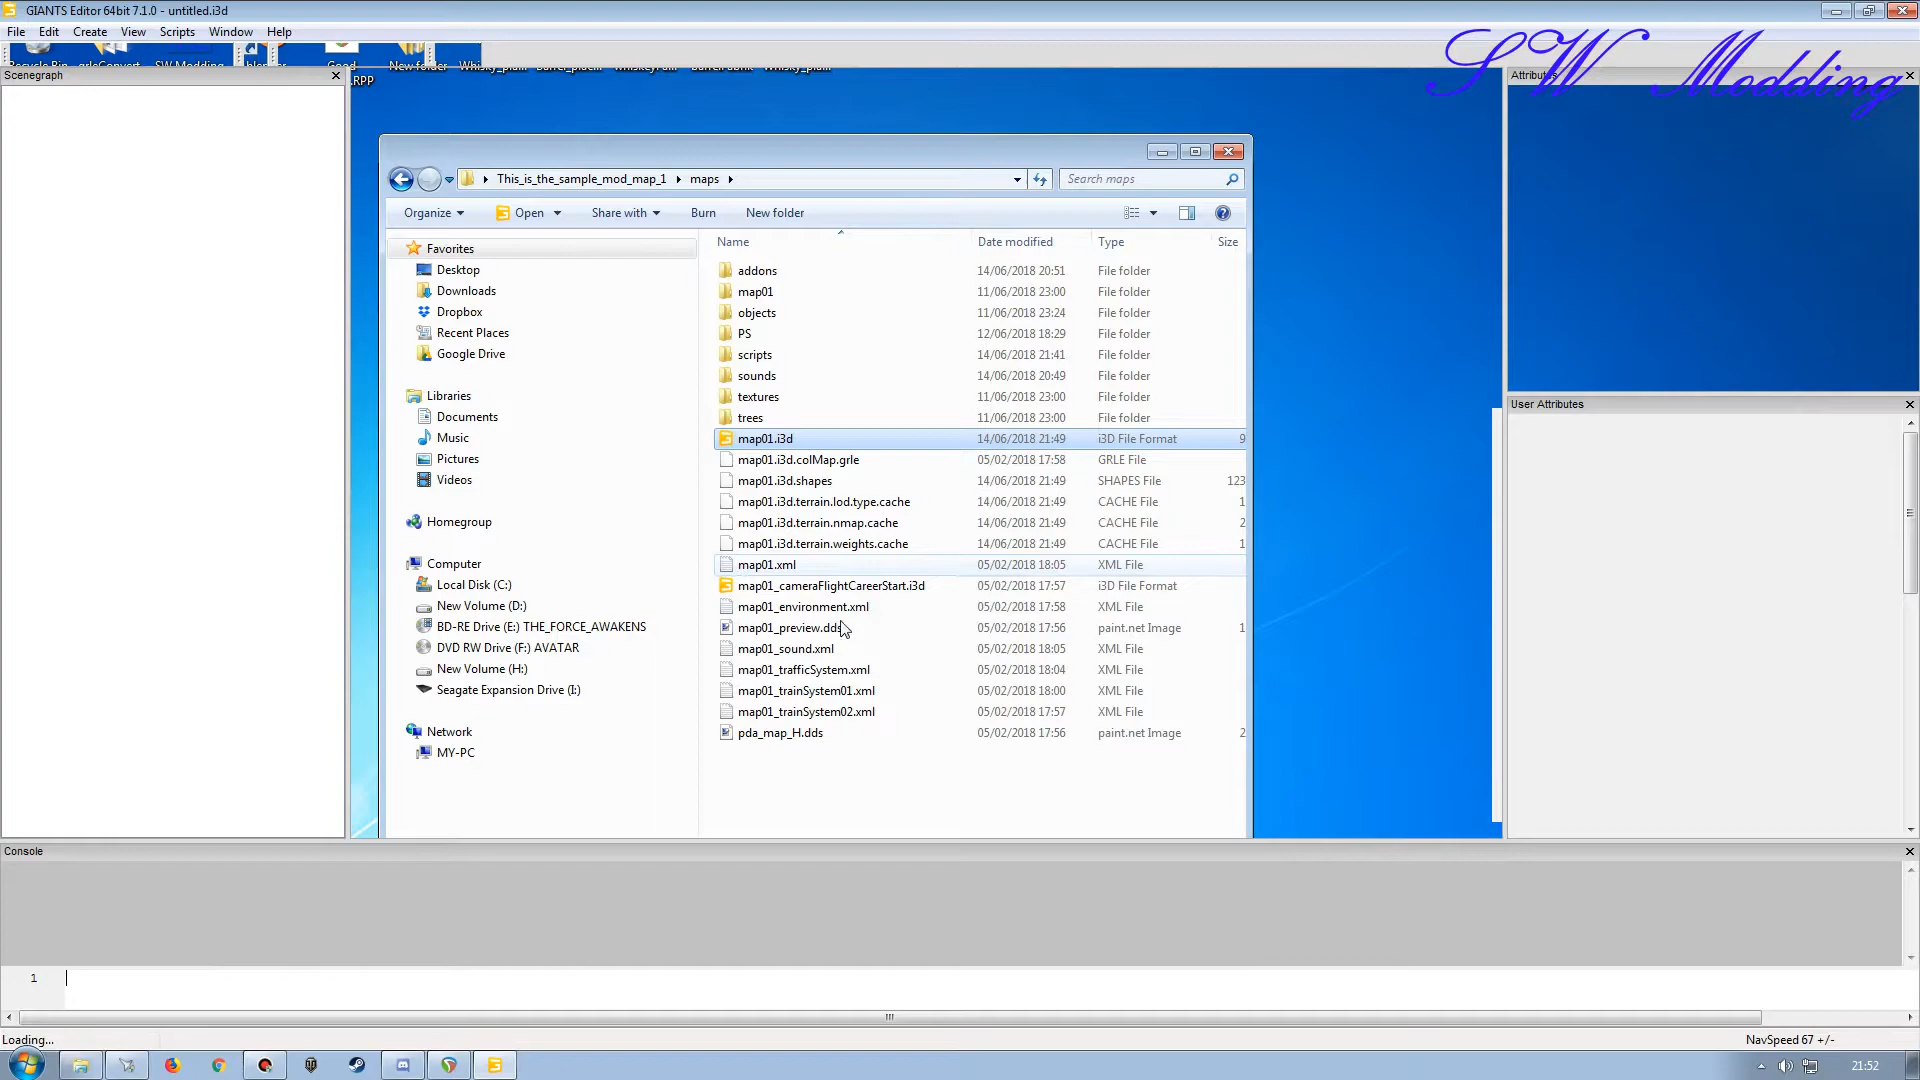 GIANTS Editor 64bit 7.1.0 - untitled.i3d
File Edit Create View Scripts Window Help
SW Modding
New folder
.RPP
Scenegraph
Attributes
This_is_the_sample_mod_map_1 maps
Search maps
Organize Open Share with Burn New folder
Name Date modified Type Size
Favorites
Desktop
Downloads
Dropbox
Recent Places
Google Drive
Libraries
Documents
Music
Pictures
Videos
Homegroup
Computer
Local Disk (C:)
New Volume (D:)
BD-RE Drive (E:) THE_FORCE_AWAKENS
DVD RW Drive (F:) AVATAR
New Volume (H:)
Seagate Expansion Drive (I:)
Network
MY-PC
addons 14/06/2018 20:51 File folder
map01 11/06/2018 23:00 File folder
objects 11/06/2018 23:24 File folder
PS 12/06/2018 18:29 File folder
scripts 14/06/2018 21:41 File folder
sounds 14/06/2018 20:49 File folder
textures 11/06/2018 23:00 File folder
trees 11/06/2018 23:00 File folder
map01.i3d 14/06/2018 21:49 i3D File Format 9
map01.i3d.colMap.grle 05/02/2018 17:58 GRLE File
map01.i3d.shapes 14/06/2018 21:49 SHAPES File 123
map01.i3d.terrain.lod.type.cache 14/06/2018 21:49 CACHE File 1
map01.i3d.terrain.nmap.cache 14/06/2018 21:49 CACHE File 2
map01.i3d.terrain.weights.cache 14/06/2018 21:49 CACHE File 1
map01.xml 05/02/2018 18:05 XML File
map01_cameraFlightCareerStart.i3d 05/02/2018 17:57 i3D File Format
map01_environment.xml 05/02/2018 17:58 XML File
map01_preview.dds 05/02/2018 17:56 paint.net Image 1
map01_sound.xml 05/02/2018 18:05 XML File
map01_trafficSystem.xml 05/02/2018 18:04 XML File
map01_trainSystem01.xml 05/02/2018 18:00 XML File
map01_trainSystem02.xml 05/02/2018 17:57 XML File
pda_map_H.dds 05/02/2018 17:56 paint.net Image 2
User Attributes
Console
1
Loading...
NavSpeed 67 +/-
21:52